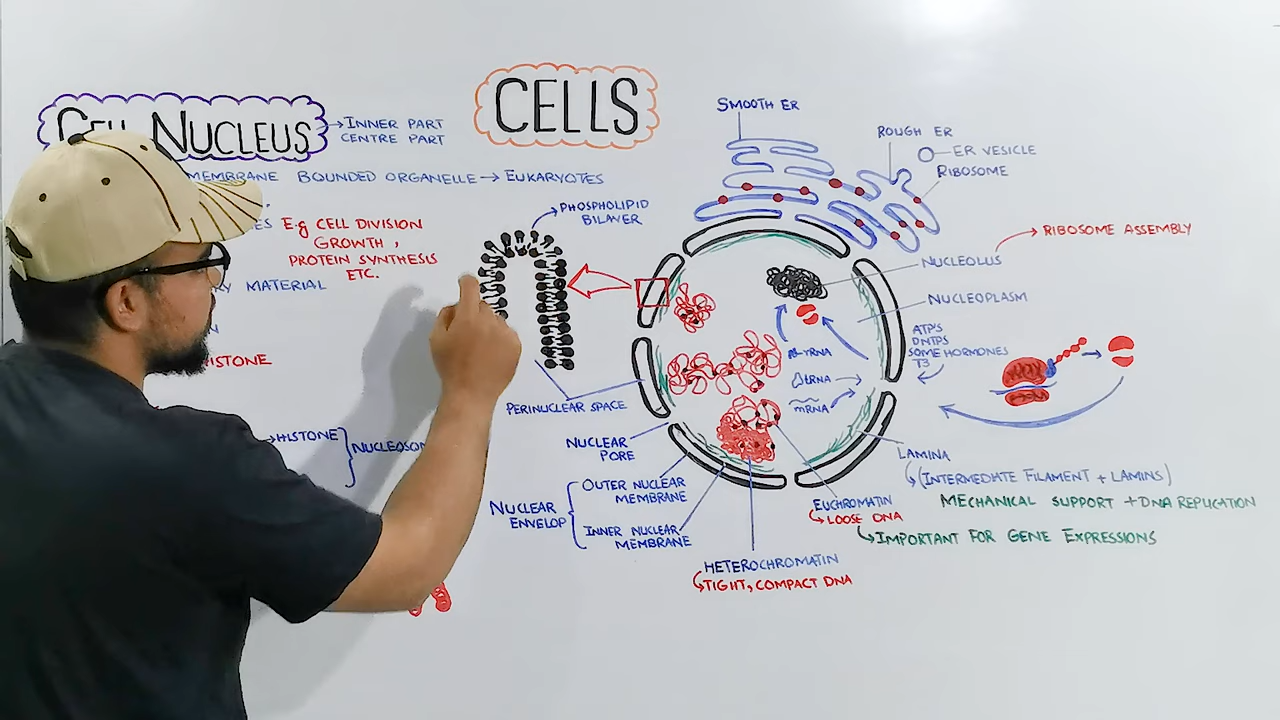 CELLS
CELL NUCLEUS
INNER PART
CENTRE PART
MEMBRANE BOUNDED ORGANELLE → EUKARYOTES
E.g CELL DIVISION
GROWTH ,
PROTEIN SYNTHESIS
ETC.
MATERIAL
HISTONE
HISTONE
PHOSPHOLIPID
BILAYER
PERINUCLEAR SPACE
NUCLEAR
PORE
NUCLEAR
ENVELOP
OUTER NUCLEAR
MEMBRANE
INNER NUCLEAR
MEMBRANE
HETEROCHROMATIN
TIGHT, COMPACT DNA
SMOOTH ER
ROUGH ER
ER VESICLE
RIBOSOME
RIBOSOME ASSEMBLY
NUCLEOLUS
NUCLEOPLASM
ATP'S
DNTP'S
SOME HORMONES
T3
rRNA
tRNA
mRNA
LAMINA
(INTERMEDIATE FILAMENT + LAMINS)
MECHANICAL SUPPORT + DNA REPLICATION
EUCHROMATIN
LOOSE DNA
IMPORTANT FOR GENE EXPRESSIONS